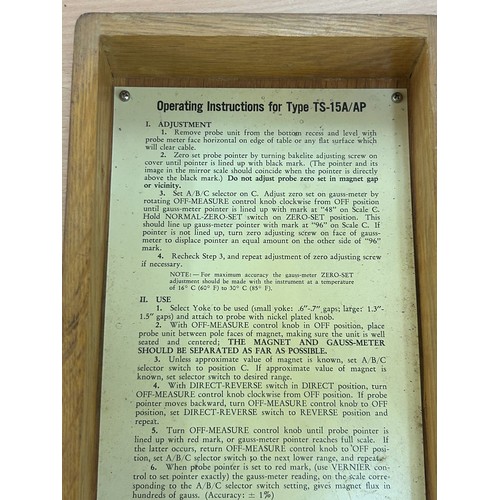 Operating Instructions for Type TS-15A/AP
I. ADJUSTMENT
1. Remove probe unit from the bottom recess and level with
probe meter face horizontal on edge of table or any flat surface which
will clear cable.
2. Zero set probe pointer by turning bakelite adjusting screw on
cover until pointer is lined up with black mark. (The pointer and its
image in the mirror scale should coincide when the pointer is directly
above the black mark.) Do not adjust probe zero set in magnet gap
or vicinity.
3. Set A/B/C selector on C. Adjust zero set on gauss-meter by
rotating OFF-MEASURE control knob clockwise from OFF position
until gauss-meter pointer is lined up with mark at "48" on Scale C.
Hold NORMAL-ZERO-SET switch on ZERO-SET position. This
should line up gauss-meter pointer with mark at "96" on Scale C. If
pointer is not lined up, turn zero adjusting screw on face of gauss-
meter to displace pointer an equal amount on the other side of "96"
mark.
4. Recheck Step 3, and repeat adjustment of zero adjusting screw
if necessary.
NOTE:—For maximum accuracy the gauss-meter ZERO-SET
adjustment should be made with the instrument at a temperature
of 16° C (60° F) to 30° C (85° F).
II. USE
1. Select Yoke to be used (small yoke: .6"-.7" gaps; large: 1.3"-
1.5" gaps) and attach to probe with nickel plated knob.
2. With OFF-MEASURE control knob in OFF position, place
probe unit between pole faces of magnet, making sure the unit is well
seated and centered; THE MAGNET AND GAUSS-METER
SHOULD BE SEPARATED AS FAR AS POSSIBLE.
3. Unless approximate value of magnet is known, set A/B/C
selector switch to position C. If approximate value of magnet is
known, set selector switch to desired range.
4. With DIRECT-REVERSE switch in DIRECT position, turn
OFF-MEASURE control knob clockwise from OFF position. If probe
pointer moves backward, turn OFF-MEASURE control knob to OFF
position, set DIRECT-REVERSE switch to REVERSE position and
repeat.
5. Turn OFF-MEASURE control knob until probe pointer is
lined up with red mark, or gauss-meter pointer reaches full scale. If
the latter occurs, return OFF-MEASURE control knob to OFF posi-
tion, set A/B/C selector switch to the next lower range, and repeat.
6. When probe pointer is set to red mark, (use VERNIER con-
trol to set pointer exactly) the gauss-meter reading, on the scale corre-
sponding to the A/B/C selector switch setting, gives magnet flux in
hundreds of gauss. (Accuracy: ± 1%)